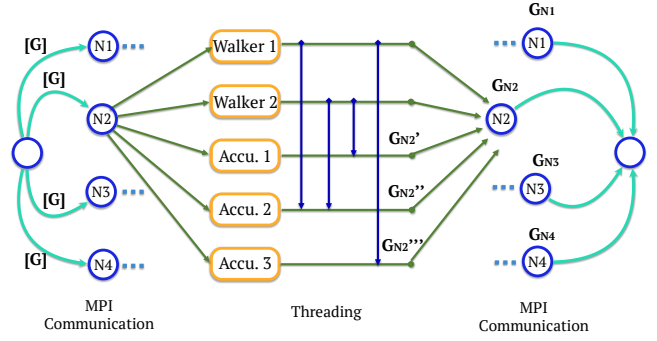 [G]
[G]
[G]
[G]
N1
N2
N3
N4
Walker 1
Walker 2
Accu. 1
Accu. 2
Accu. 3
GN2'
GN2''
GN2'''
GN1
N1
GN2
N2
GN3
N3
GN4
N4
MPI
Communication
Threading
MPI
Communication